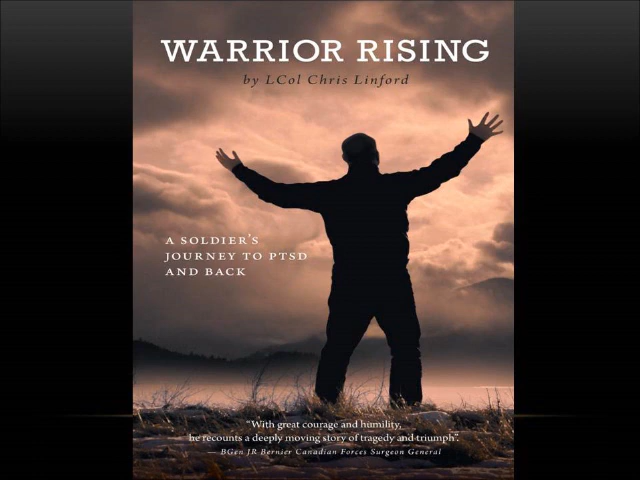 WARRIOR RISING
by LCol Chris Linford
A SOLDIER'S
JOURNEY TO PTSD
AND BACK
"With great courage and humility,
he recounts a deeply moving story of tragedy and triumph".
— BGen JR Bernier Canadian Forces Surgeon General